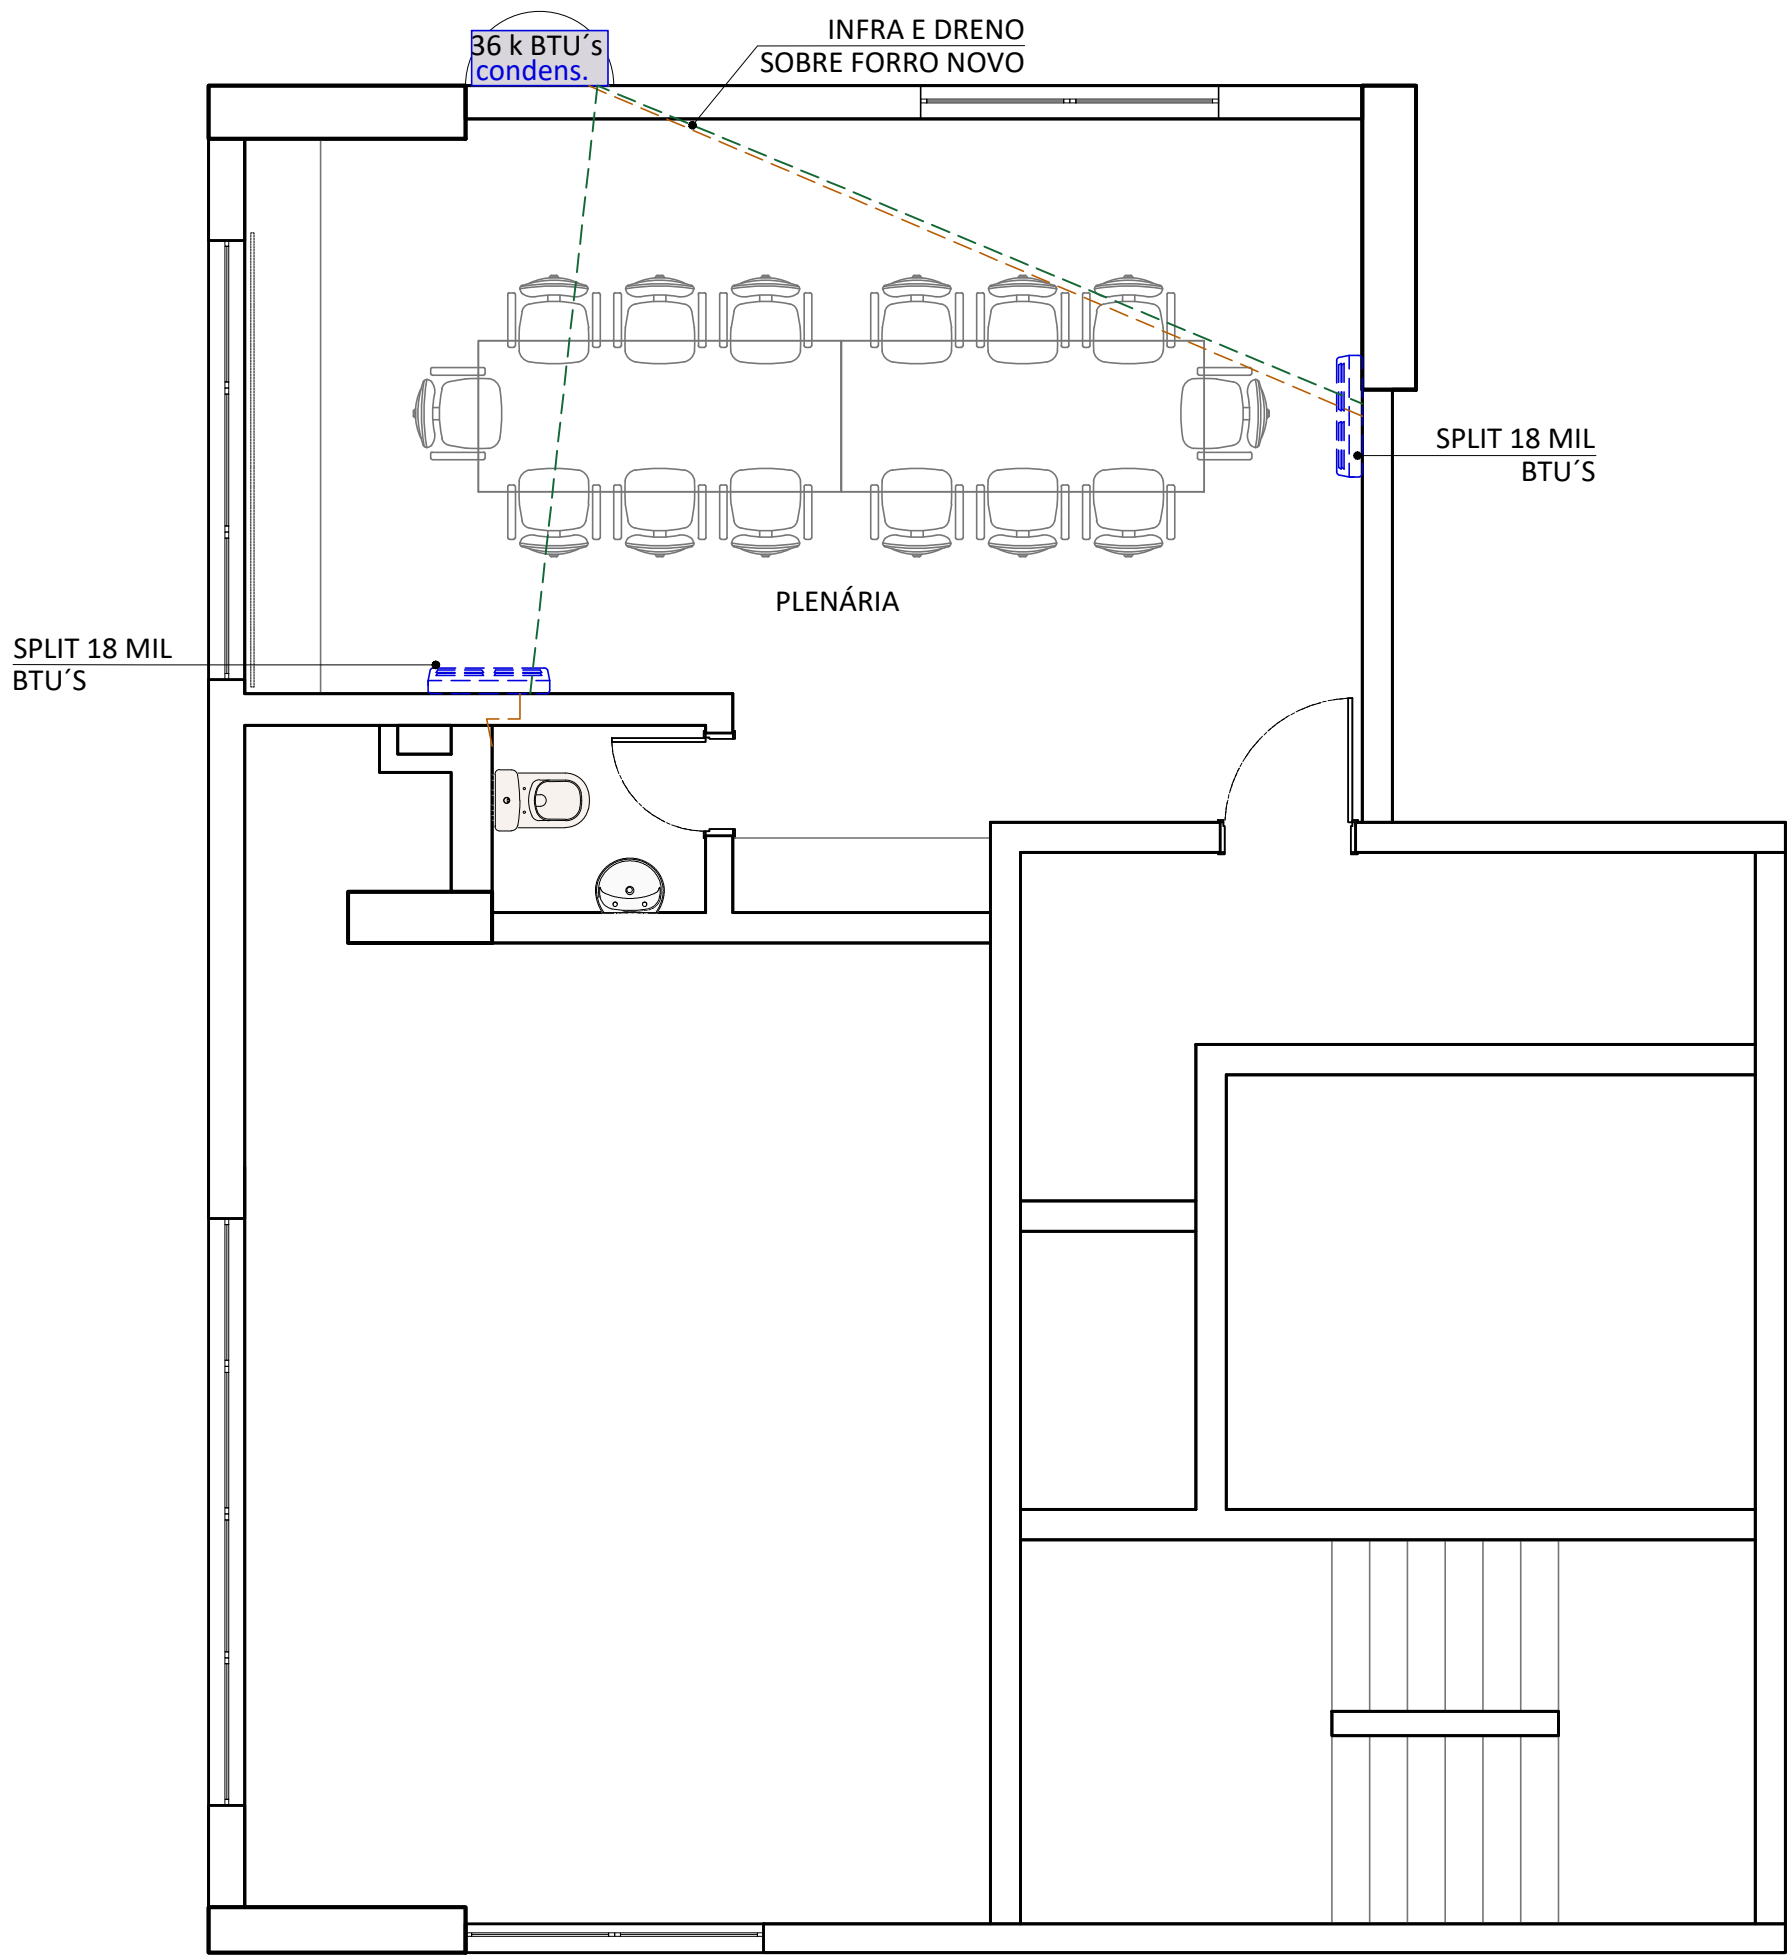 INFRA E DRENO
SOBRE FORRO NOVO
36 k BTU´s
condens.
SPLIT 18 MIL
BTU´S
PLENÁRIA
SPLIT 18 MIL
BTU´S